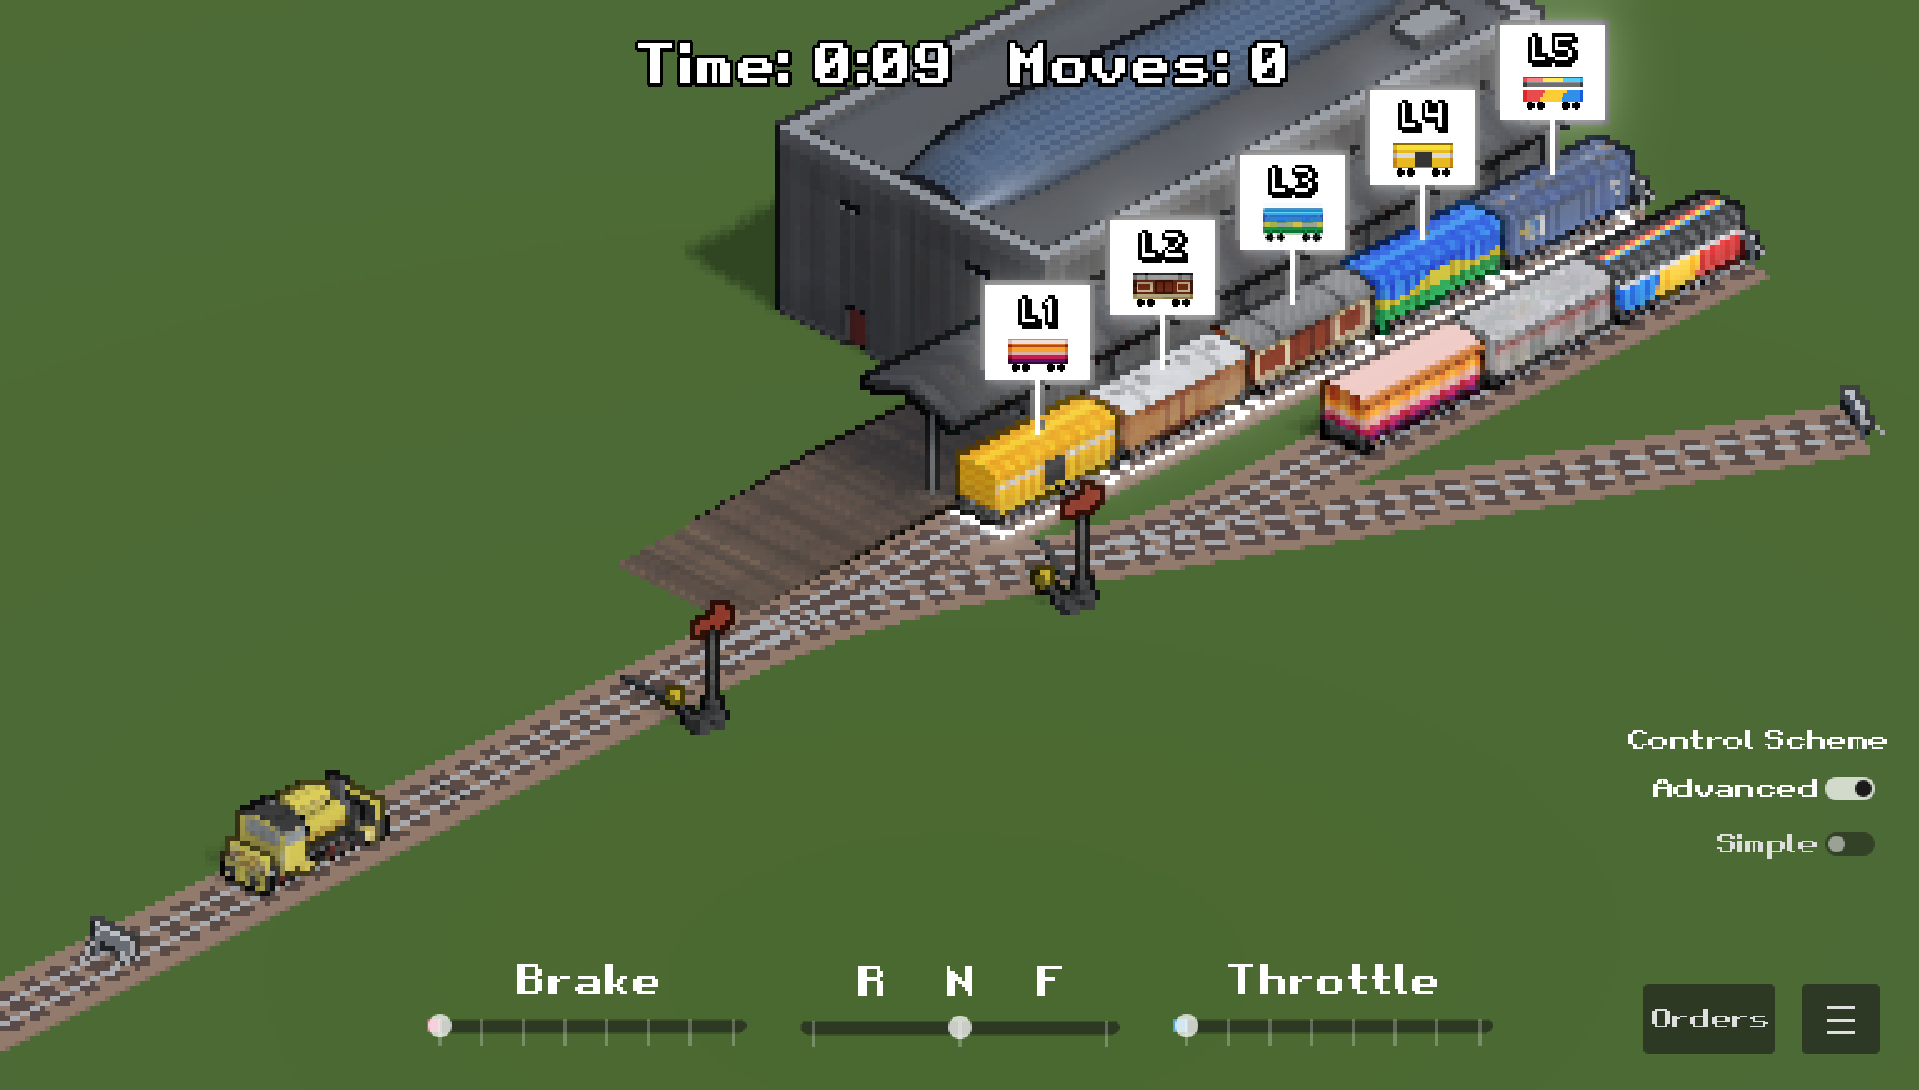 Time: 0:09 Moves: 0
L5
L4
L3
L2
L1
Control Scheme
Advanced
Simple
Brake
R N F
Throttle
Orders